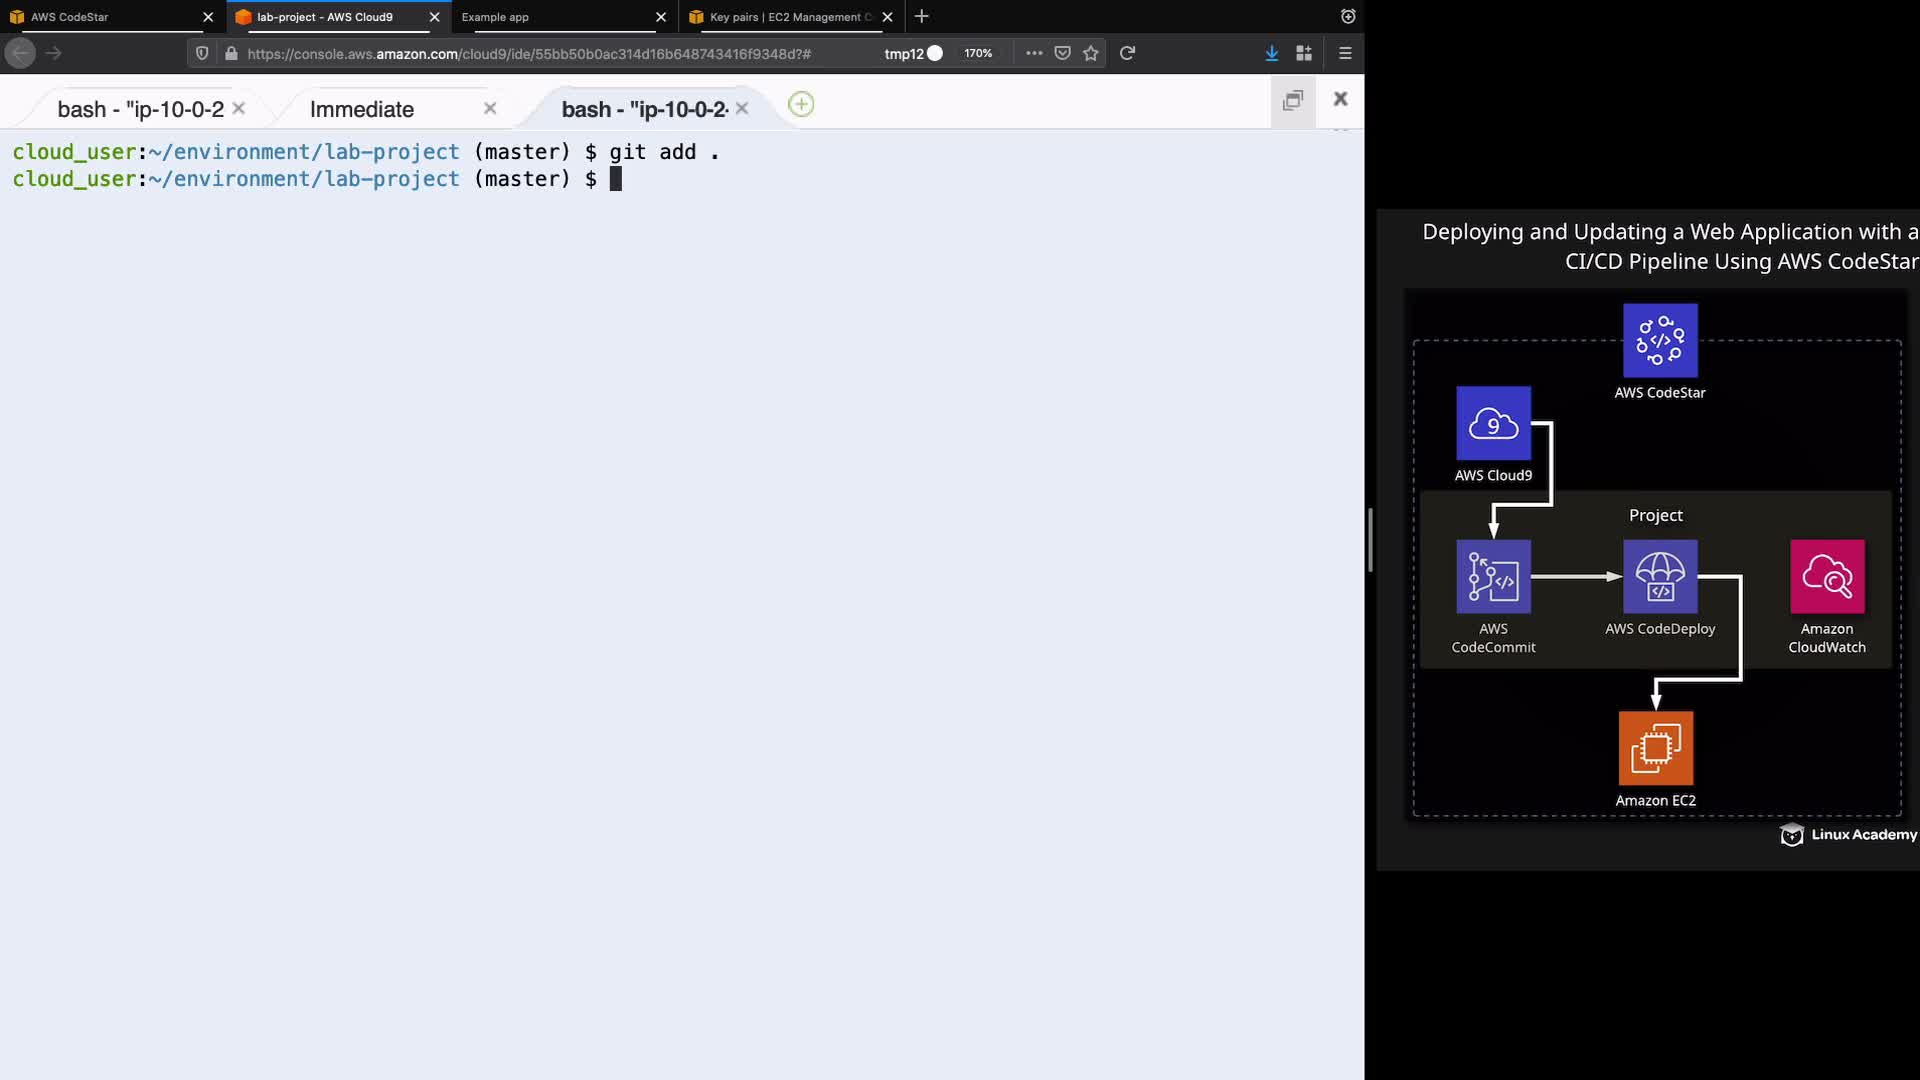 AWS CodeStar
lab-project - AWS Cloud9
Example app
Key pairs | EC2 Management C
https://console.aws.amazon.com/cloud9/ide/55bb50b0ac314d16b648743416f9348d?#
tmp12
170%
bash - "ip-10-0-2
Immediate
bash - "ip-10-0-2-
cloud_user:~/environment/lab-project (master) $ git add .
cloud_user:~/environment/lab-project (master) $
Deploying and Updating a Web Application with a
CI/CD Pipeline Using AWS CodeStar
AWS CodeStar
9
AWS Cloud9
Project
AWS
CodeCommit
AWS CodeDeploy
Amazon
CloudWatch
Amazon EC2
Linux Academy